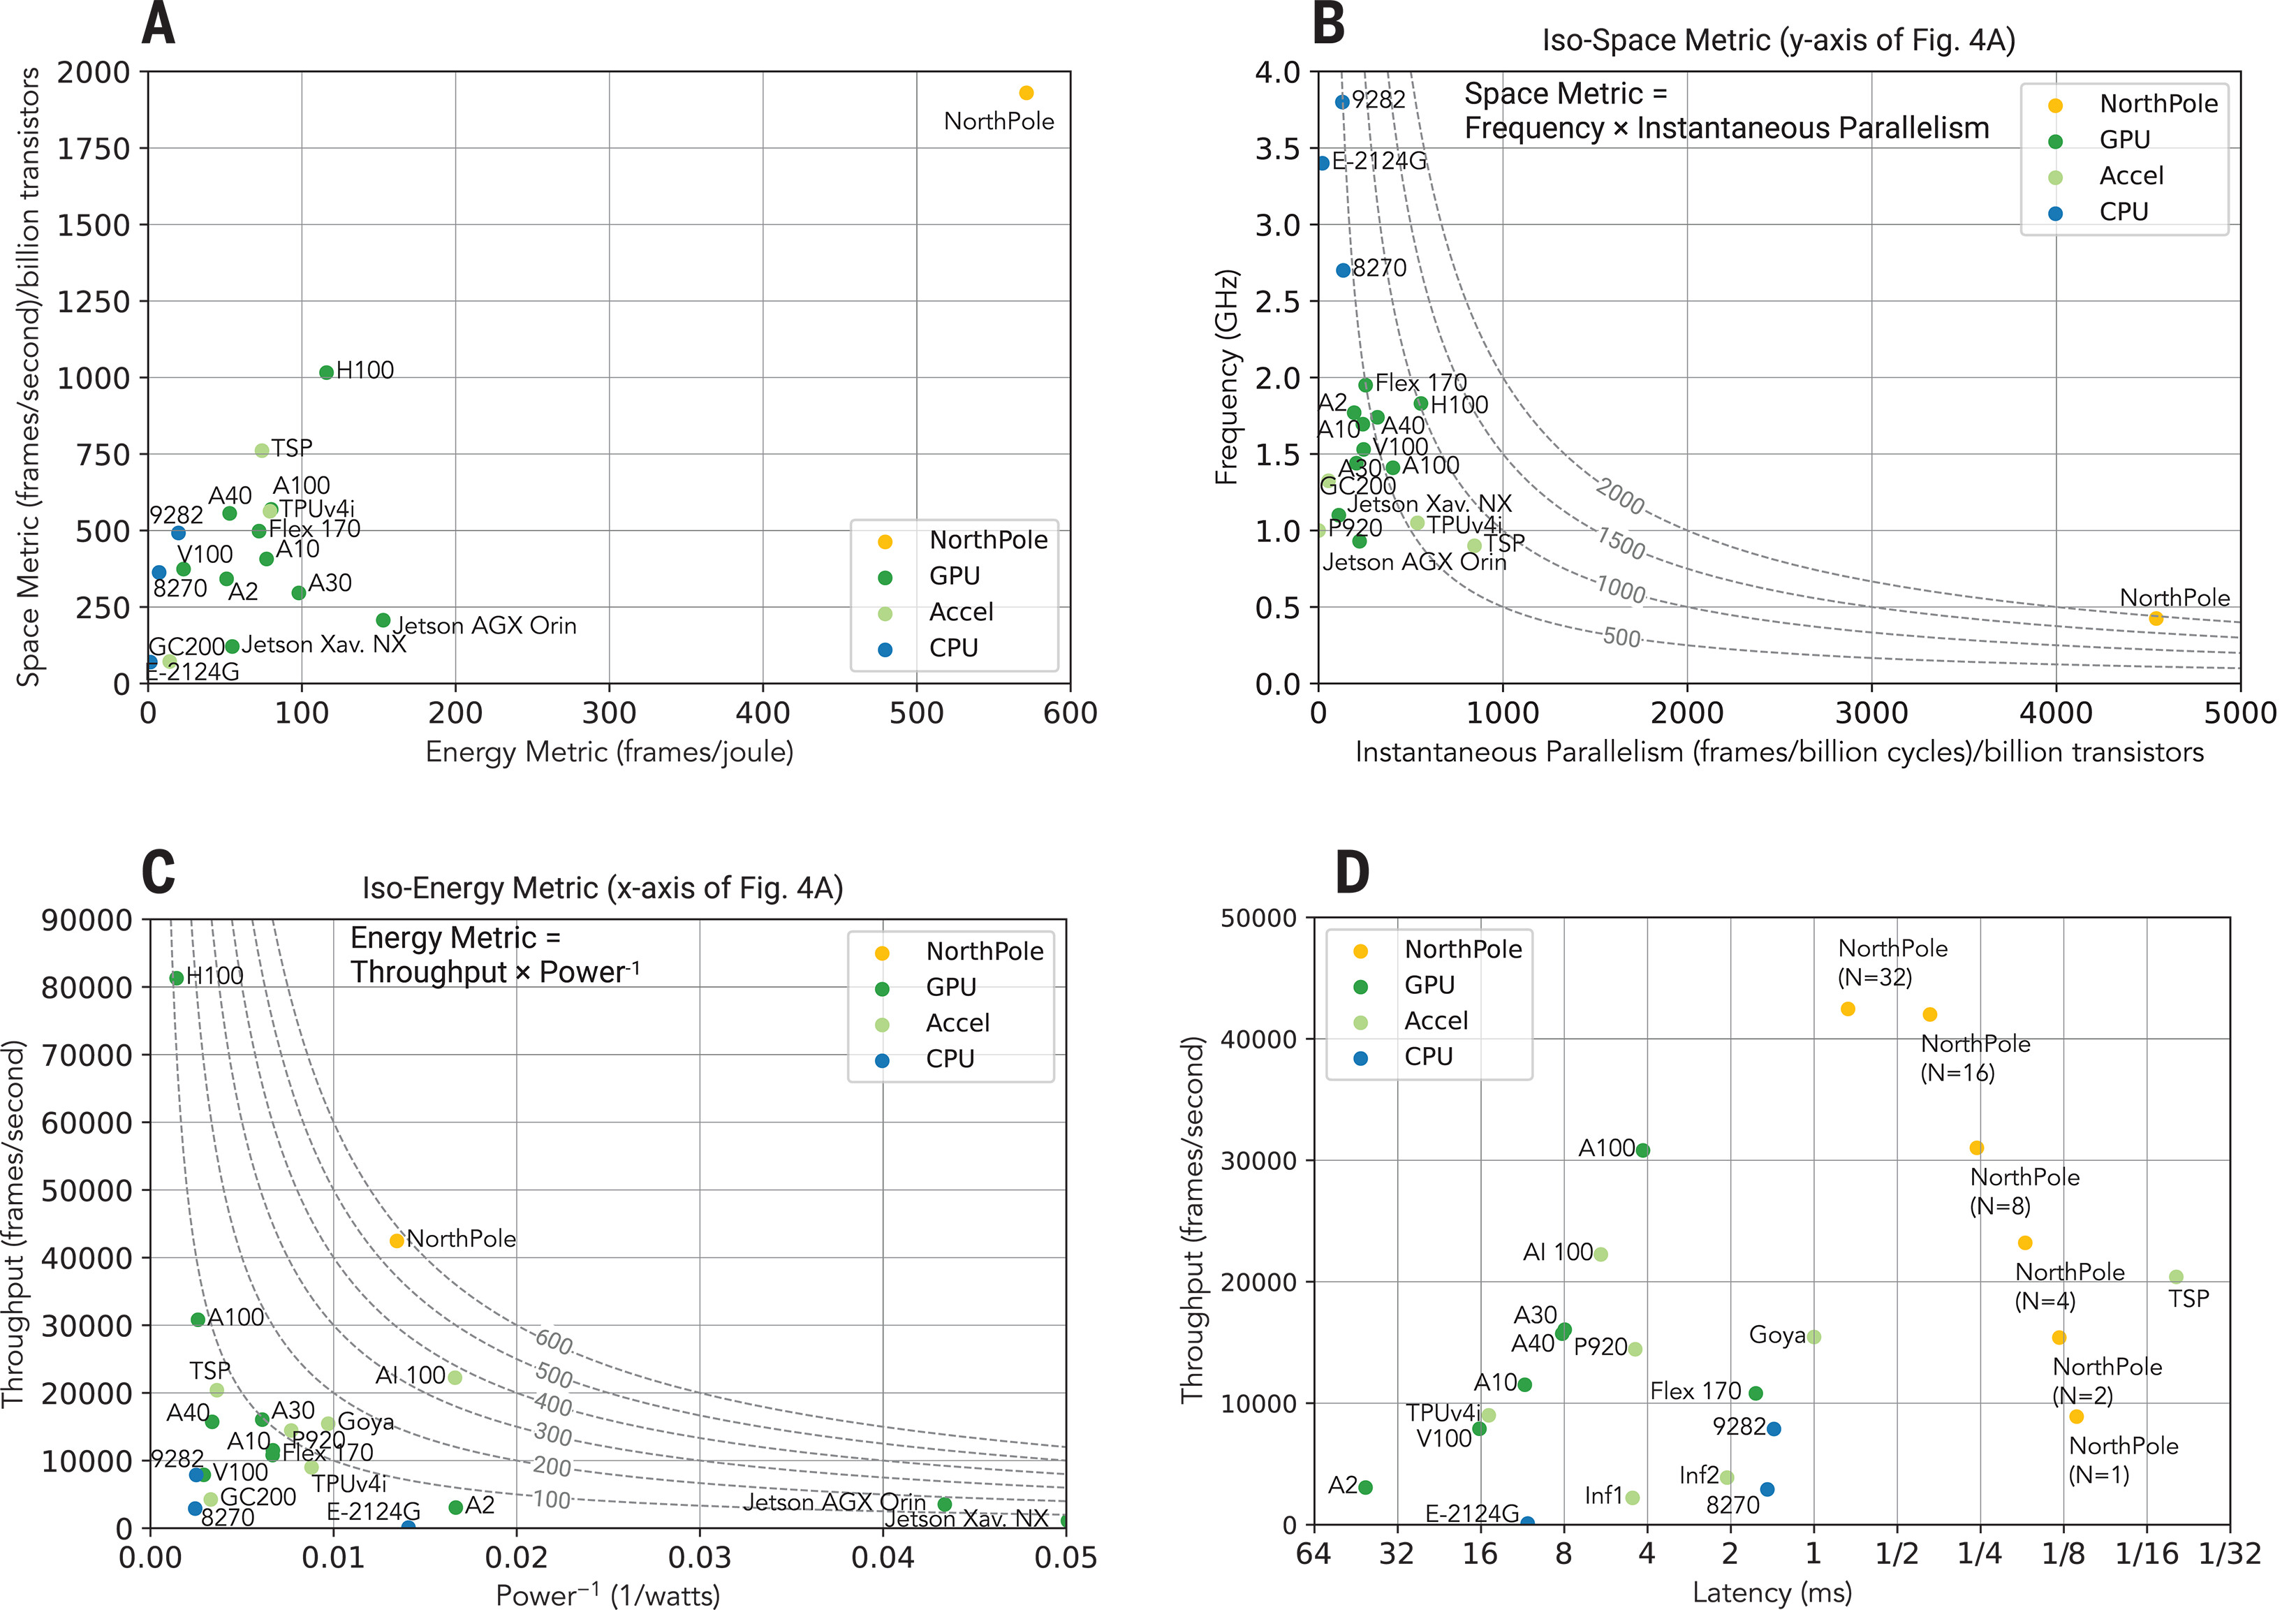 A
2000
1750
1500
1250
1000
750
500
250
0
Space Metric (frames/second)/billion transistors
NorthPole
H100
TSP
A100
A40
TPUv4i
9282
Flex 170
A10
V100
8270
A2
A30
Jetson AGX Orin
GC200
Jetson Xav. NX
E-2124G
NorthPole
GPU
Accel
CPU
0 100 200 300 400 500 600
Energy Metric (frames/joule)
B
Iso-Space Metric (y-axis of Fig. 4A)
4.0
3.5
3.0
2.5
2.0
1.5
1.0
0.5
0.0
Frequency (GHz)
Space Metric =
Frequency × Instantaneous Parallelism
NorthPole
GPU
Accel
CPU
9282
E-2124G
8270
Flex 170
A2
H100
A10
A40
V100
A30
A100
GC200
Jetson Xav. NX
P920
TPUv4i
TSP
Jetson AGX Orin
NorthPole
2000
1500
1000
500
0 1000 2000 3000 4000 5000
Instantaneous Parallelism (frames/billion cycles)/billion transistors
C
Iso-Energy Metric (x-axis of Fig. 4A)
90000
80000
70000
60000
50000
40000
30000
20000
10000
0
Throughput (frames/second)
Energy Metric =
Throughput × Power⁻¹
NorthPole
GPU
Accel
CPU
H100
NorthPole
A100
TSP
AI 100
A40
A30
Goya
A10
P920
Flex 170
9282
V100
TPUv4i
GC200
8270
E-2124G
A2
Jetson AGX Orin
Jetson Xav. NX
600
500
400
300
200
100
0.00 0.01 0.02 0.03 0.04 0.05
Power⁻¹ (1/watts)
D
50000
40000
30000
20000
10000
0
Throughput (frames/second)
NorthPole
GPU
Accel
CPU
NorthPole
(N=32)
NorthPole
(N=16)
A100
NorthPole
(N=8)
AI 100
NorthPole
(N=4)
TSP
A30
A40
P920
Goya
NorthPole
(N=2)
A10
Flex 170
TPUv4i
V100
9282
NorthPole
(N=1)
A2
Inf1
Inf2
8270
E-2124G
64 32 16 8 4 2 1 1/2 1/4 1/8 1/16 1/32
Latency (ms)